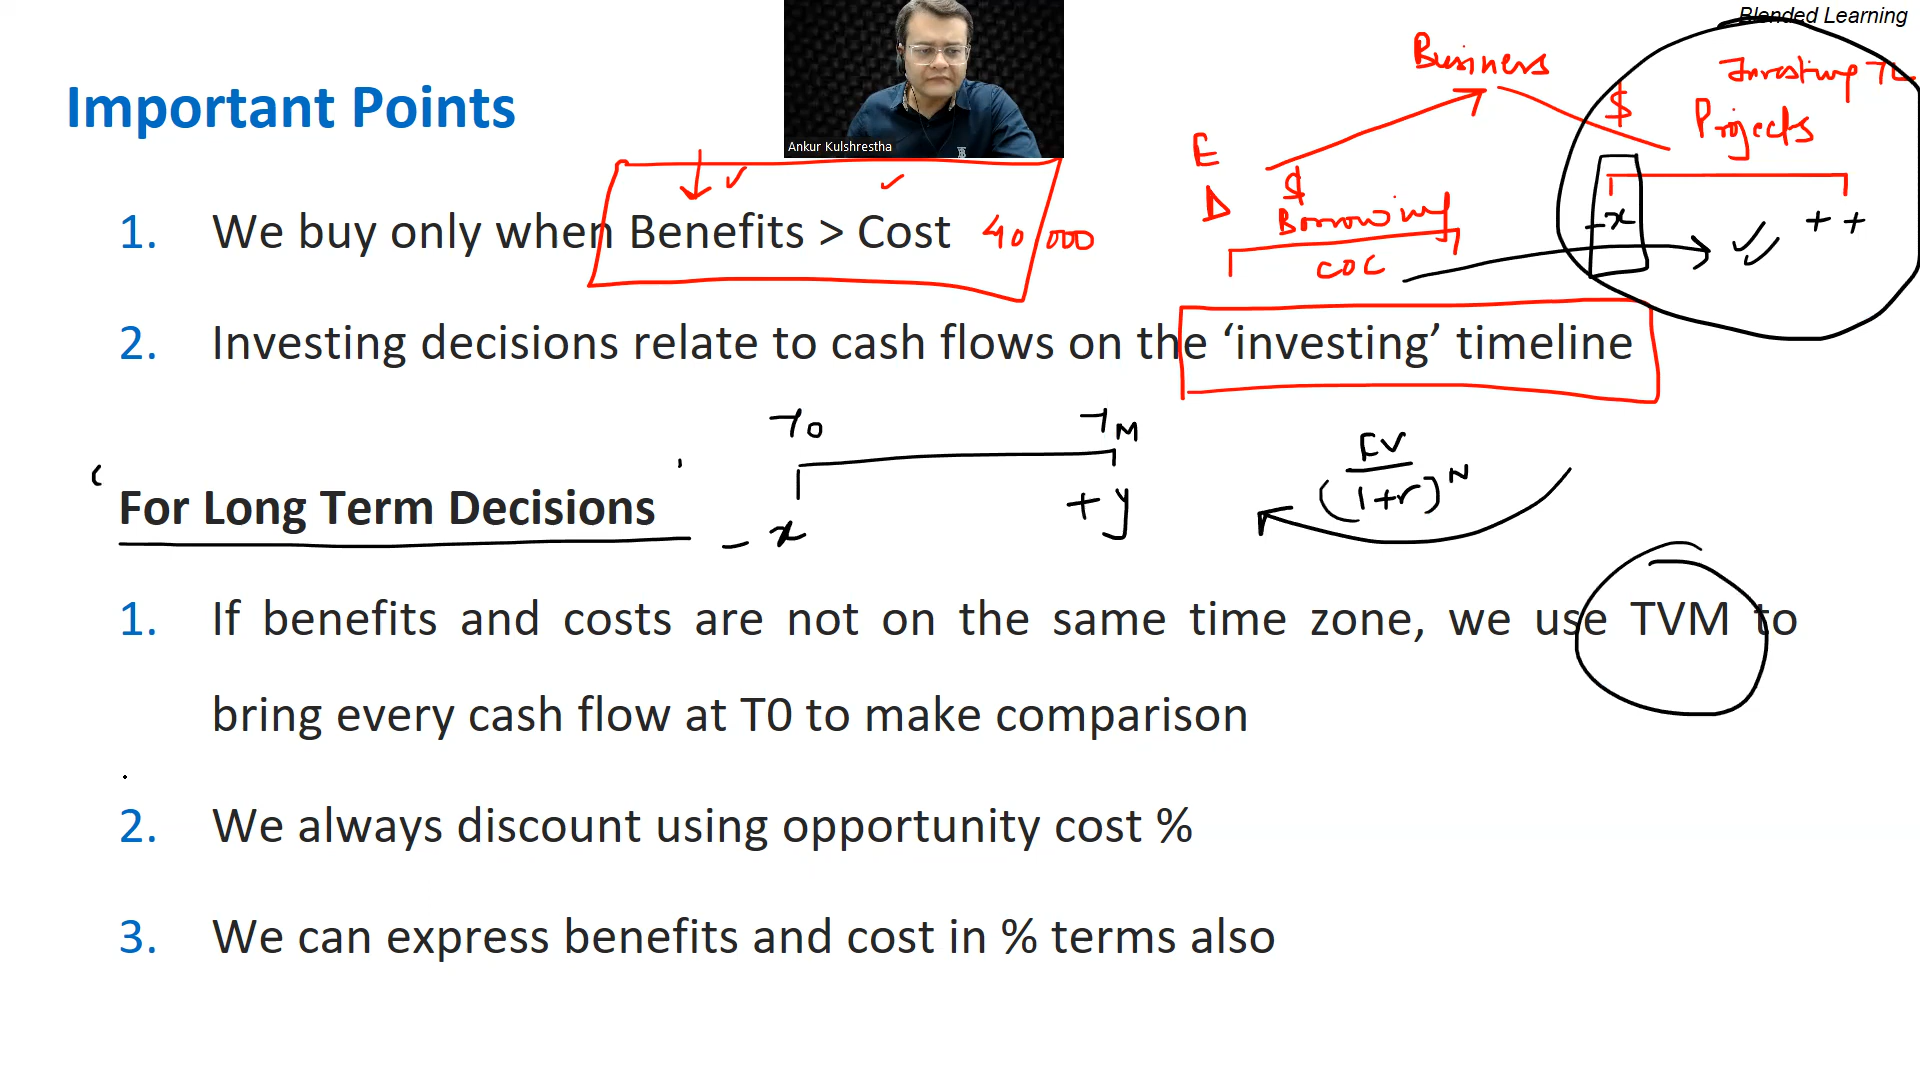 Blended Learning
Important Points
Ankur Kulshrestha
Business
Investing TL
$
Projects
E
D
$
Borrowing
COC
- x
+ +
1. We buy only when Benefits > Cost 40 000
2. Investing decisions relate to cash flows on the ‘investing’ timeline
T0
TM
- x
+ y
FV
(1+r)^N
‘For Long Term Decisions’
1. If benefits and costs are not on the same time zone, we use TVM to
bring every cash flow at T0 to make comparison
2. We always discount using opportunity cost %
3. We can express benefits and cost in % terms also